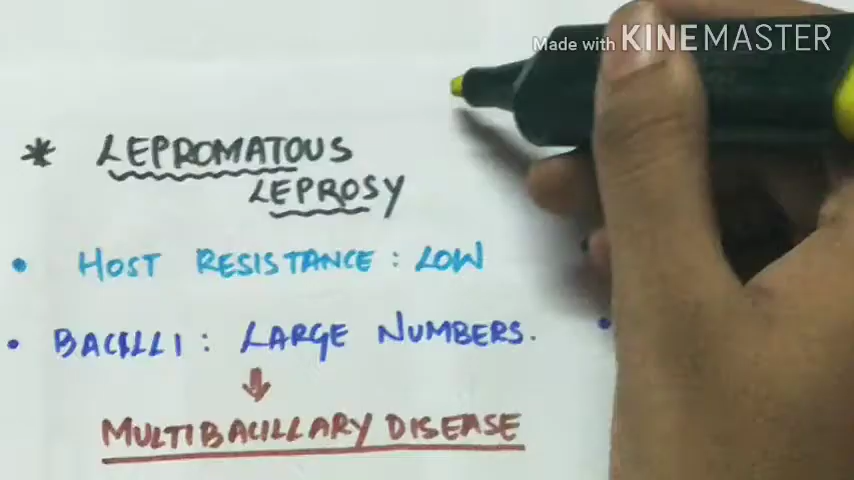 Made with KINEMASTER
* LEPROMATOUS
LEPROSY
• HOST RESISTANCE : LOW
• BACILLI : LARGE NUMBERS.
↓
MULTIBACILLARY DISEASE